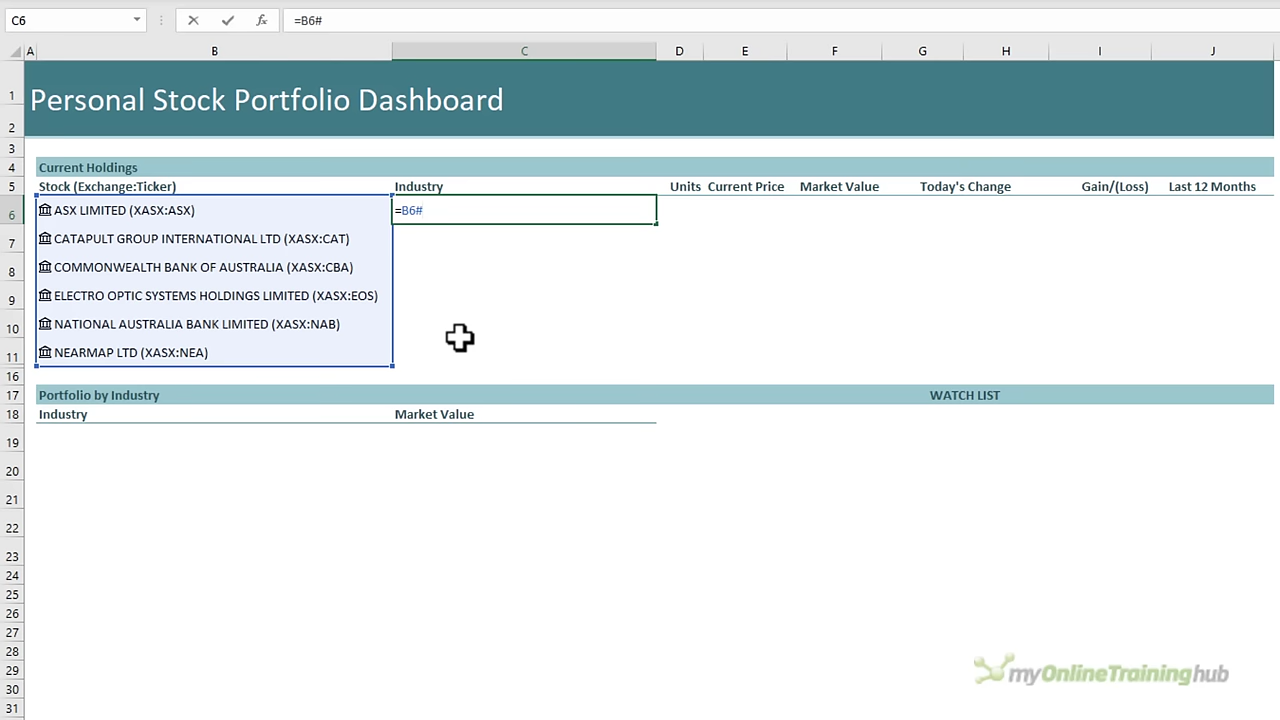 C6 fx =B6#
A B C D E F G H I J
1
Personal Stock Portfolio Dashboard
2
3
4 Current Holdings
5 Stock (Exchange:Ticker) Industry Units Current Price Market Value Today's Change Gain/(Loss) Last 12 Months
6 ASX LIMITED (XASX:ASX) =B6#
7 CATAPULT GROUP INTERNATIONAL LTD (XASX:CAT)
8 COMMONWEALTH BANK OF AUSTRALIA (XASX:CBA)
9 ELECTRO OPTIC SYSTEMS HOLDINGS LIMITED (XASX:EOS)
10 NATIONAL AUSTRALIA BANK LIMITED (XASX:NAB)
11 NEARMAP LTD (XASX:NEA)
16
17 Portfolio by Industry WATCH LIST
18 Industry Market Value
19
20
21
22
23
24
25
26
27
28
29
myOnlineTraininghub
30
31